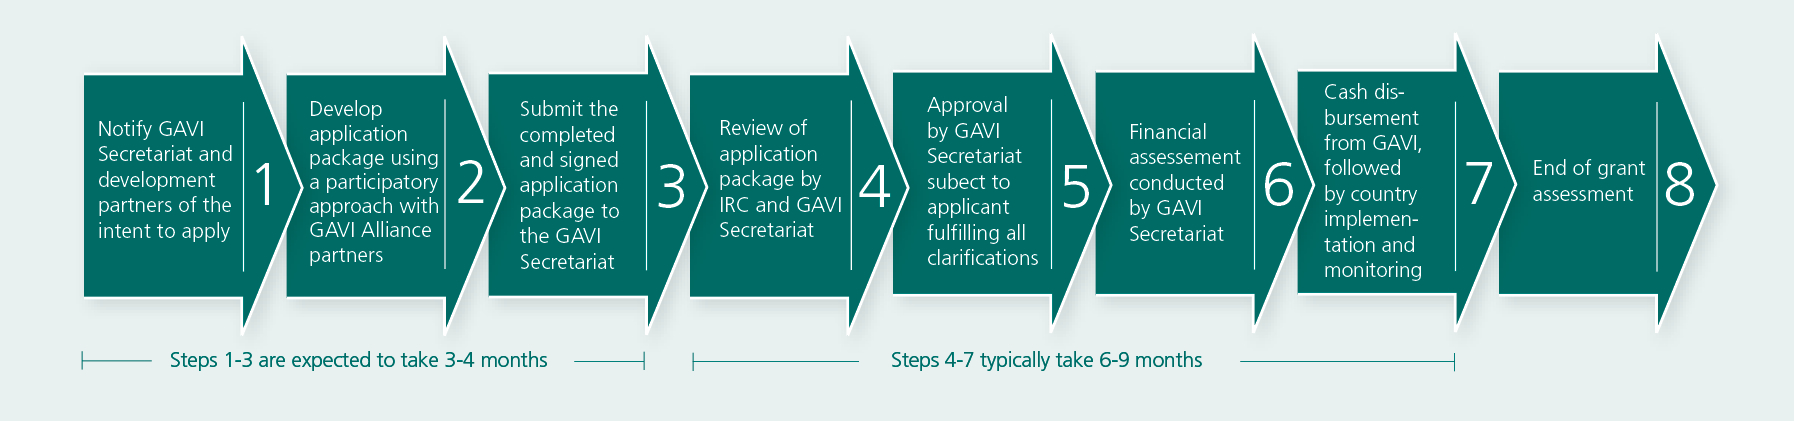 Notify GAVI
Secretariat and
development
partners of the
intent to apply
1
Develop
application
package using
a participatory
approach with
GAVI Alliance
partners
2
Submit the
completed
and signed
application
package to
the GAVI
Secretariat
3
Review of
application
package by
IRC and GAVI
Secretariat
4
Approval
by GAVI
Secretariat
subect to
applicant
fulfilling all
clarifications
5
Financial
assessement
conducted
by GAVI
Secretariat
6
Cash dis-
bursement
from GAVI,
followed
by country
implemen-
tation and
monitoring
7
End of grant
assessment
8
Steps 1-3 are expected to take 3-4 months
Steps 4-7 typically take 6-9 months